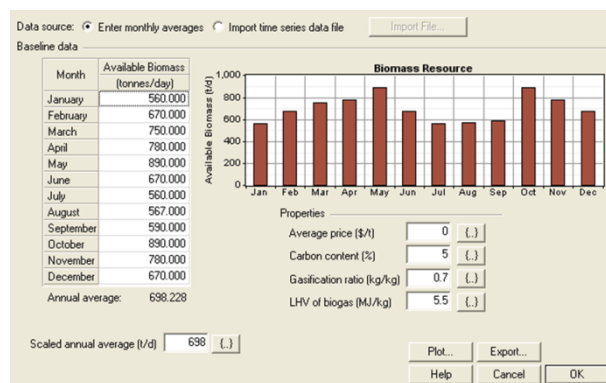 Data source: Enter monthly averages Import time series data file Import File...
Baseline data
Month Available Biomass
(tonnes/day)
January 560.000
February 670.000
March 750.000
April 780.000
May 890.000
June 670.000
July 560.000
August 567.000
September 590.000
October 890.000
November 780.000
December 670.000
Annual average: 698.228
Biomass Resource
Available Biomass (t/d)
1,000
800
600
400
200
0
Jan Feb Mar Apr May Jun Jul Aug Sep Oct Nov Dec
Properties
Average price ($/t) 0 {..}
Carbon content (%) 5 {..}
Gasification ratio (kg/kg) 0.7 {..}
LHV of biogas (MJ/kg) 5.5 {..}
Scaled annual average (t/d) 698 {..}
Plot... Export...
Help Cancel OK